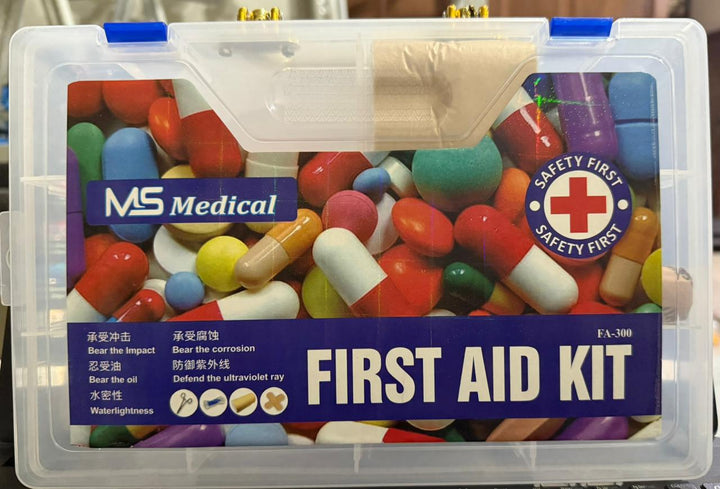 MS Medical
SAFETY FIRST
SAFETY FIRST
FA-300
FIRST AID KIT
承受冲击
Bear the Impact
忍受油
Bear the oil
水密性
Waterlightness
承受腐蚀
Bear the corrosion
防御紫外线
Defend the ultraviolet ray